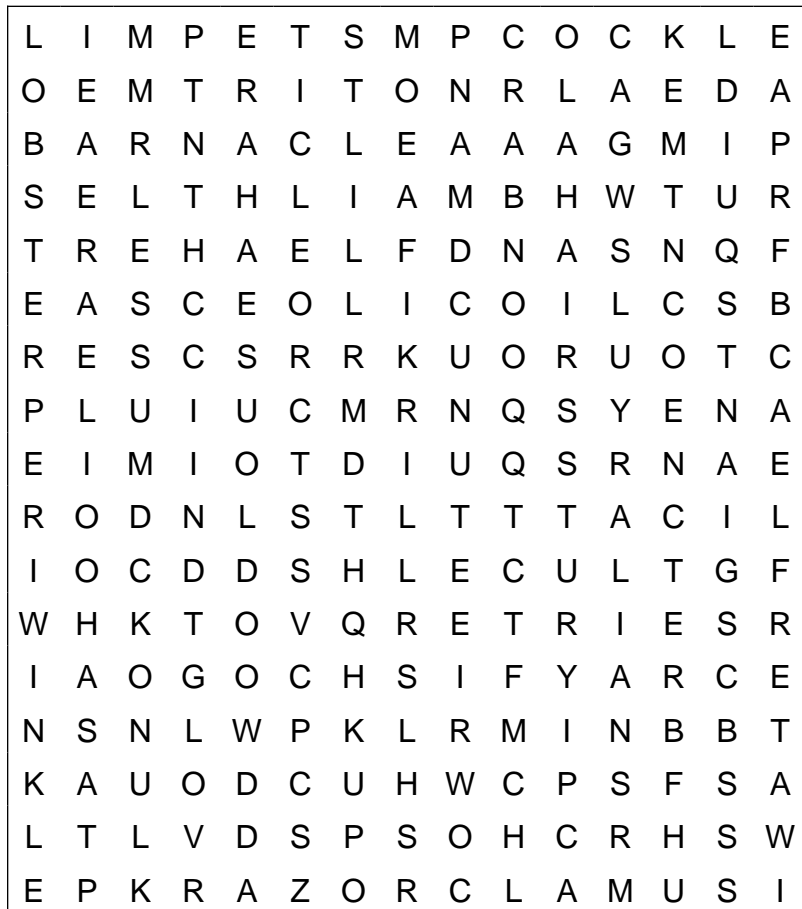 L I M P E T S M P C O C K L E
O E M T R I T O N R L A E D A
B A R N A C L E A A A G M I P
S E L T H L I A M B H W T U R
T R E H A E L F D N A S N Q F
E A S C E O L I C O I L C S B
R E S C S R R K U O R U O T C
P L U I U C M R N Q S Y E N A
E I M I O T D I U Q S R N A E
R O D N L S T L T T T A C I L
I O C D D S H L E C U L T G F
W H K T O V Q R E T R I E S R
I A O G O C H S I F Y A R C E
N S N L W P K L R M I N B B T
K A U O D C U H W C P S F S A
L T L V D S P S O H C R H S W
E P K R A Z O R C L A M U S I